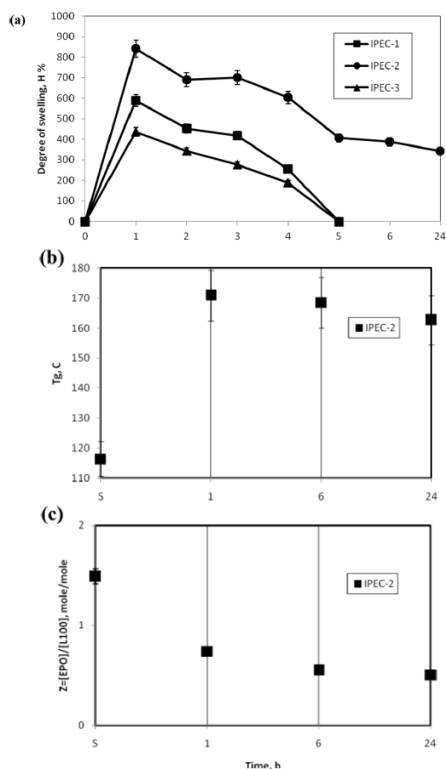 (a)
1000
900
800
700
600
500
400
300
200
100
0
Degree of swelling, H %
IPEC-1
IPEC-2
IPEC-3
0 1 2 3 4 5 6 24
(b)
180
170
160
150
140
130
120
110
Tg, C
IPEC-2
S 1 6 24
(c)
2
1
0
Z=[EPO]/[L100], mole/mole
IPEC-2
S 1 6 24
Time, h